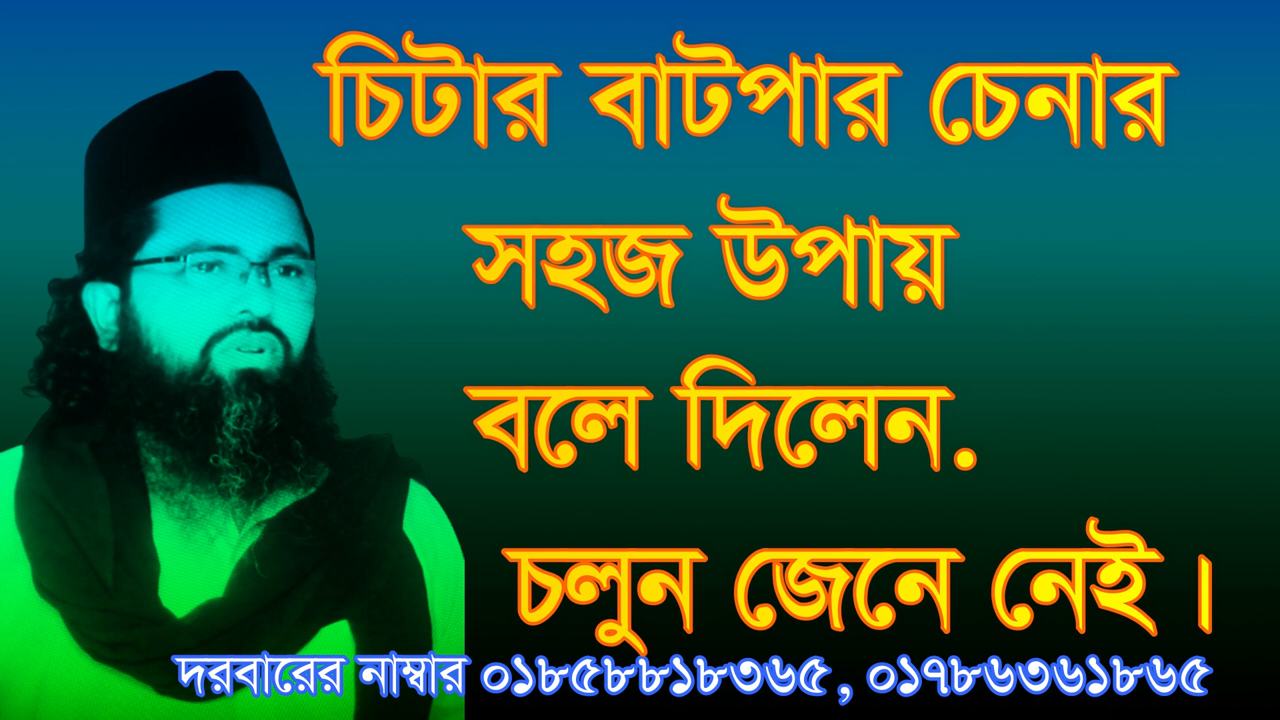 চিটার বাটপার চেনার
সহজ উপায়
বলে দিলেন.
চলুন জেনে নেই।
দরবারের নাম্বার ০১৮৫৮৮১৮৩৬৫, ০১৭৮৬৩৬১৮৬৫